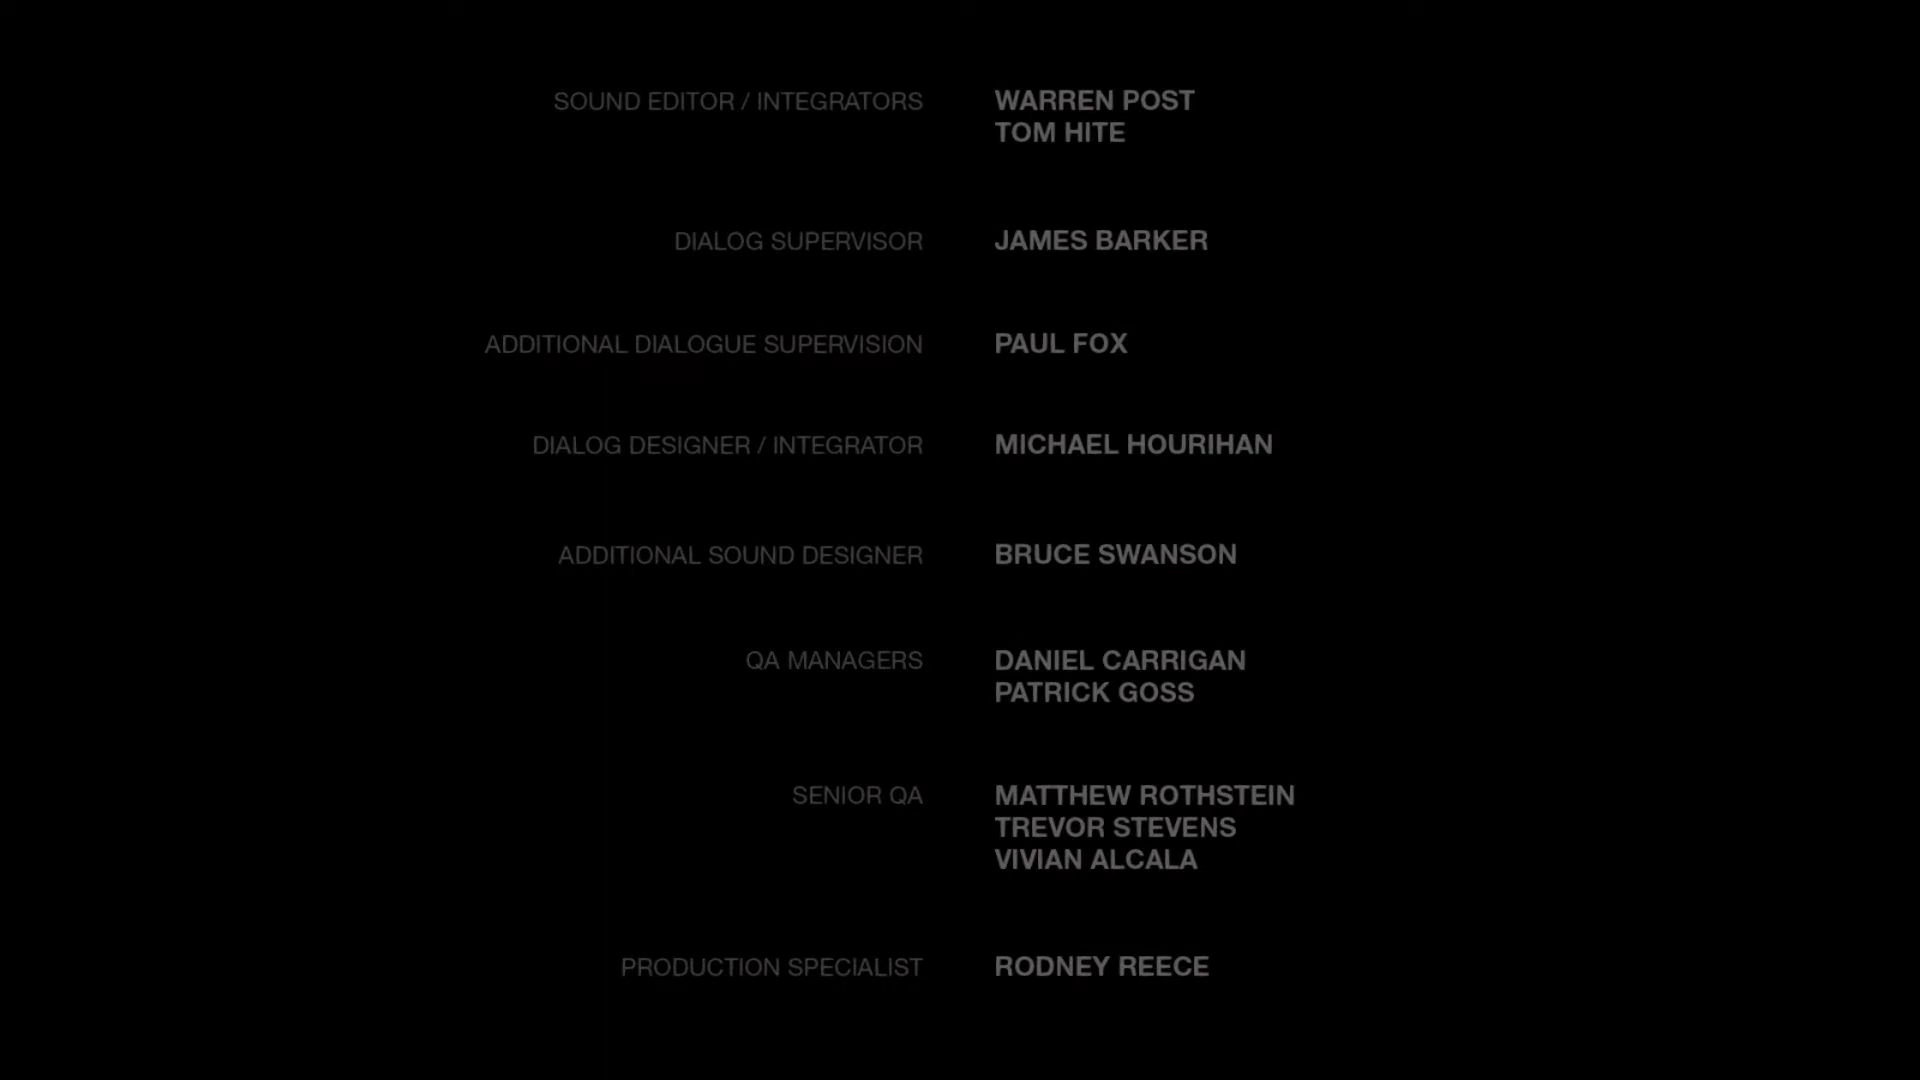 SOUND EDITOR / INTEGRATORS WARREN POST
TOM HITE
DIALOG SUPERVISOR JAMES BARKER
ADDITIONAL DIALOGUE SUPERVISION PAUL FOX
DIALOG DESIGNER / INTEGRATOR MICHAEL HOURIHAN
ADDITIONAL SOUND DESIGNER BRUCE SWANSON
QA MANAGERS DANIEL CARRIGAN
PATRICK GOSS
SENIOR QA MATTHEW ROTHSTEIN
TREVOR STEVENS
VIVIAN ALCALA
PRODUCTION SPECIALIST RODNEY REECE